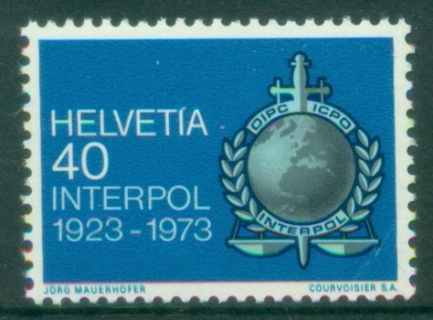 HELVETIA
40
INTERPOL
1923-1973
OIPC ICPO
INTERPOL
JÖRG MAUERHOFER
COURVOISIER S.A.